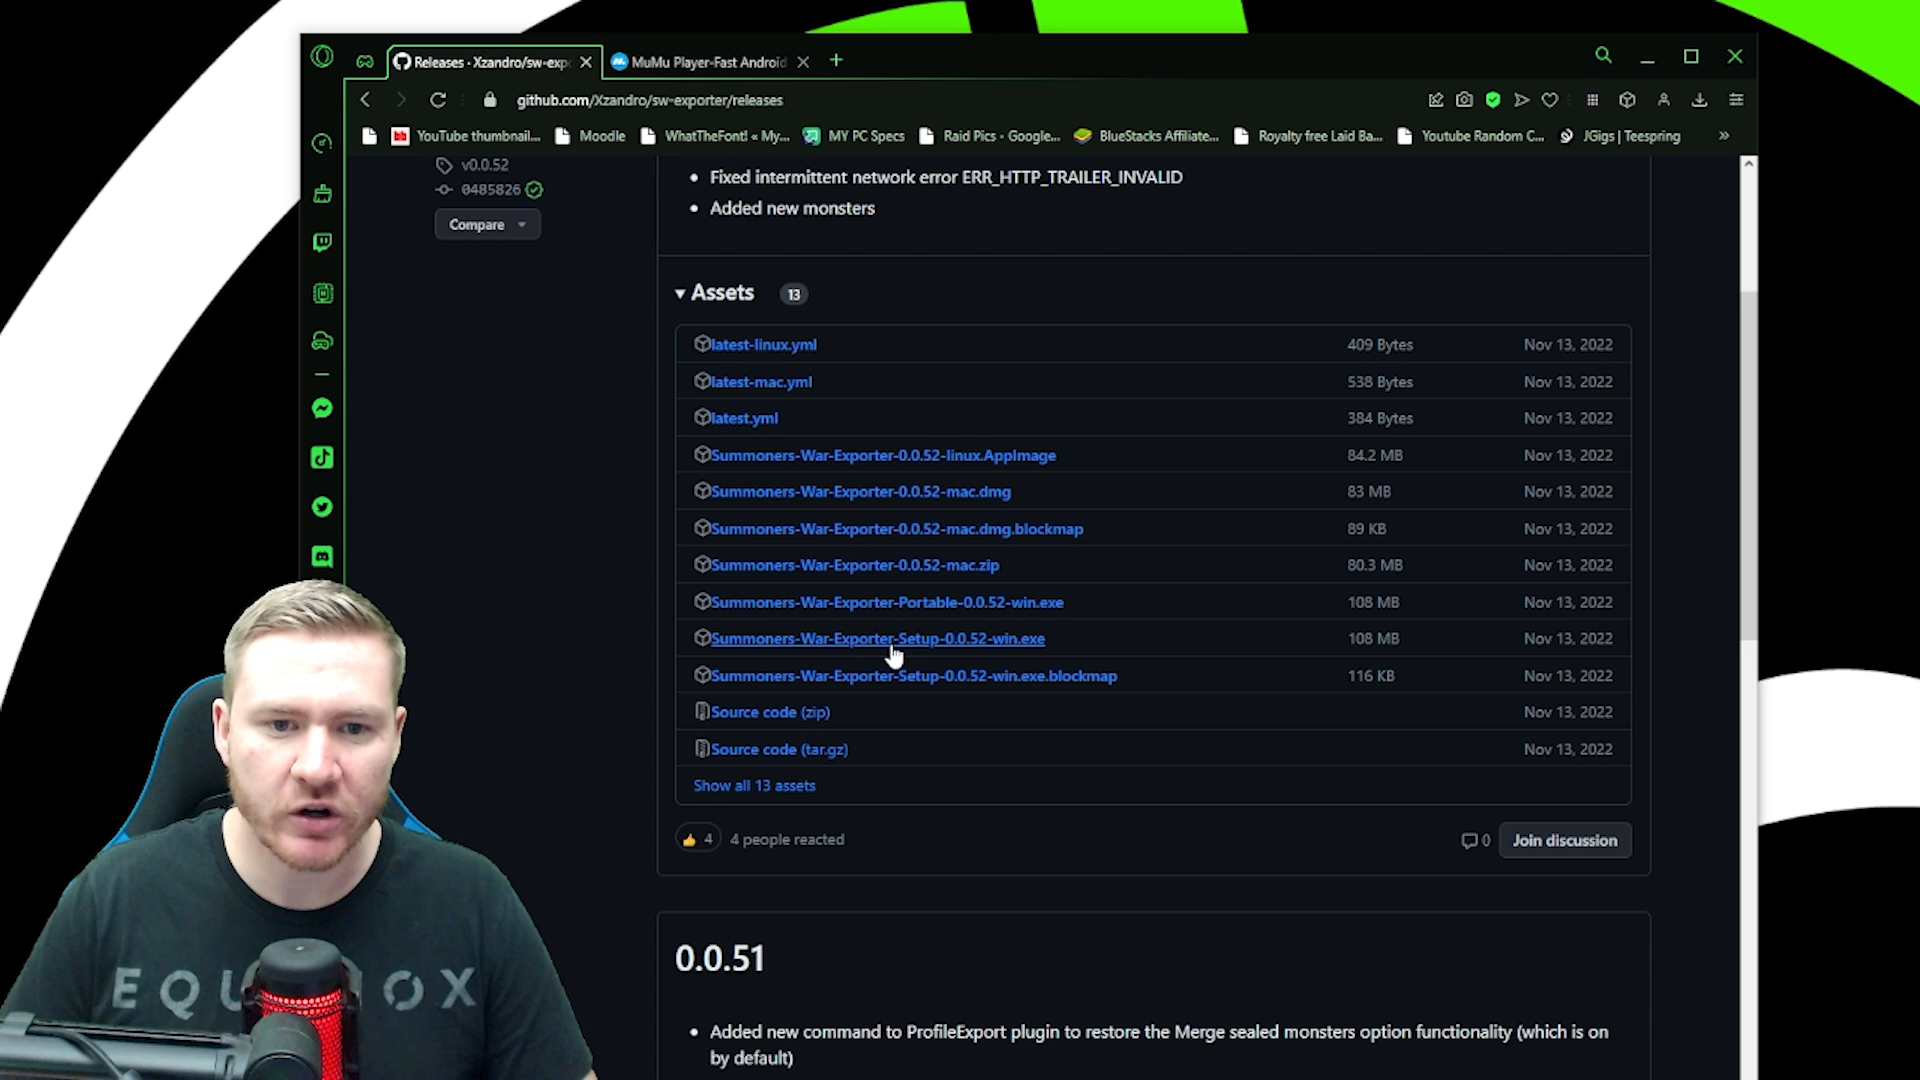 Releases · Xzandro/sw-exp
MuMu Player-Fast Android
github.com/Xzandro/sw-exporter/releases
YouTube thumbnail...
Moodle
WhatTheFont! « My...
MY PC Specs
Raid Pics - Google...
BlueStacks Affiliate...
Royalty free Laid Ba...
Youtube Random C...
JGigs | Teespring
v0.0.52
0485826
Compare
Fixed intermittent network error ERR_HTTP_TRAILER_INVALID
Added new monsters
Assets 13
latest-linux.yml 409 Bytes Nov 13, 2022
latest-mac.yml 538 Bytes Nov 13, 2022
latest.yml 384 Bytes Nov 13, 2022
Summoners-War-Exporter-0.0.52-linux.AppImage 84.2 MB Nov 13, 2022
Summoners-War-Exporter-0.0.52-mac.dmg 83 MB Nov 13, 2022
Summoners-War-Exporter-0.0.52-mac.dmg.blockmap 89 KB Nov 13, 2022
Summoners-War-Exporter-0.0.52-mac.zip 80.3 MB Nov 13, 2022
Summoners-War-Exporter-Portable-0.0.52-win.exe 108 MB Nov 13, 2022
Summoners-War-Exporter-Setup-0.0.52-win.exe 108 MB Nov 13, 2022
Summoners-War-Exporter-Setup-0.0.52-win.exe.blockmap 116 KB Nov 13, 2022
Source code (zip) Nov 13, 2022
Source code (tar.gz) Nov 13, 2022
Show all 13 assets
4 4 people reacted
0 Join discussion
0.0.51
Added new command to ProfileExport plugin to restore the Merge sealed monsters option functionality (which is on
by default)